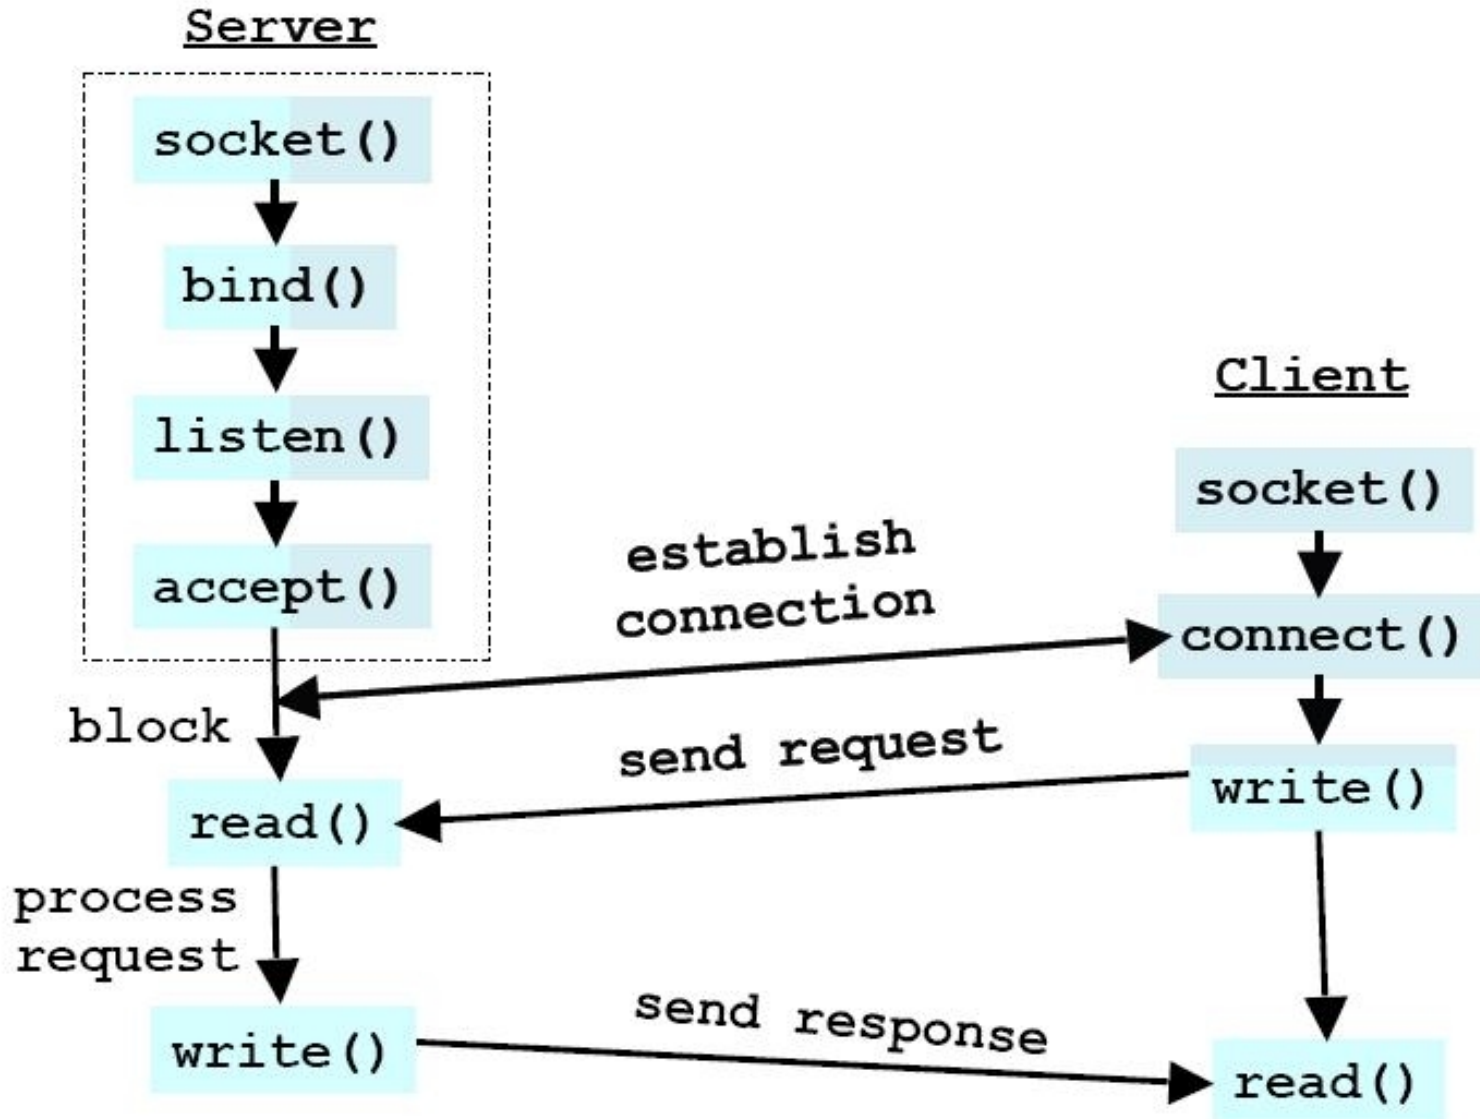 Server
socket()
bind()
listen()
accept()
block
read()
process
request
write()
establish
connection
send request
send response
Client
socket()
connect()
write()
read()